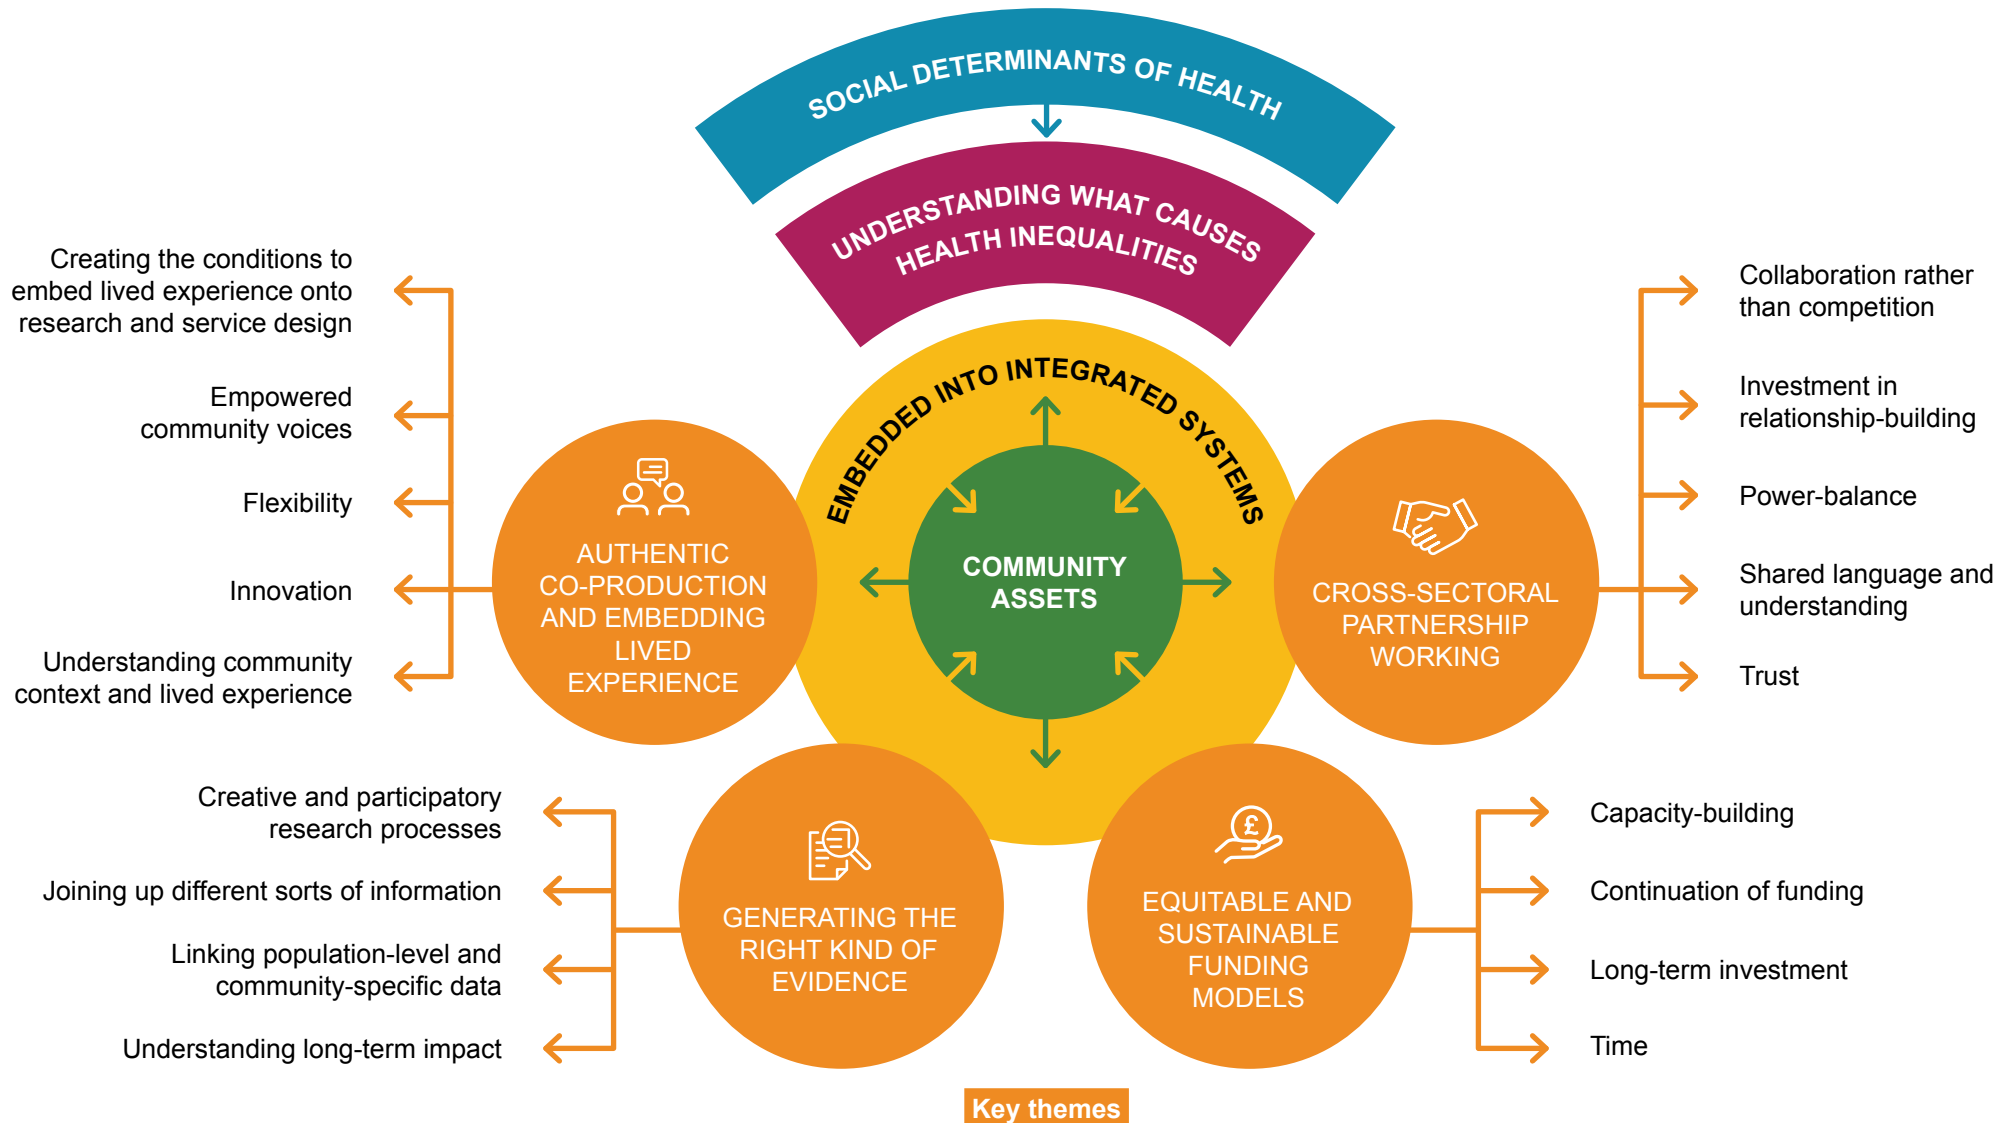 SOCIAL DETERMINANTS OF HEALTH
UNDERSTANDING WHAT CAUSES
HEALTH INEQUALITIES
EMBEDDED INTO INTEGRATED SYSTEMS
COMMUNITY
ASSETS
Creating the conditions to
embed lived experience onto
research and service design
Empowered
community voices
Flexibility
Innovation
Understanding community
context and lived experience
AUTHENTIC
CO-PRODUCTION
AND EMBEDDING
LIVED
EXPERIENCE
CROSS-SECTORAL
PARTNERSHIP
WORKING
Collaboration rather
than competition
Investment in
relationship-building
Power-balance
Shared language and
understanding
Trust
Creative and participatory
research processes
Joining up different sorts of information
Linking population-level and
community-specific data
Understanding long-term impact
GENERATING THE
RIGHT KIND OF
EVIDENCE
£
EQUITABLE AND
SUSTAINABLE
FUNDING
MODELS
Capacity-building
Continuation of funding
Long-term investment
Time
Key themes